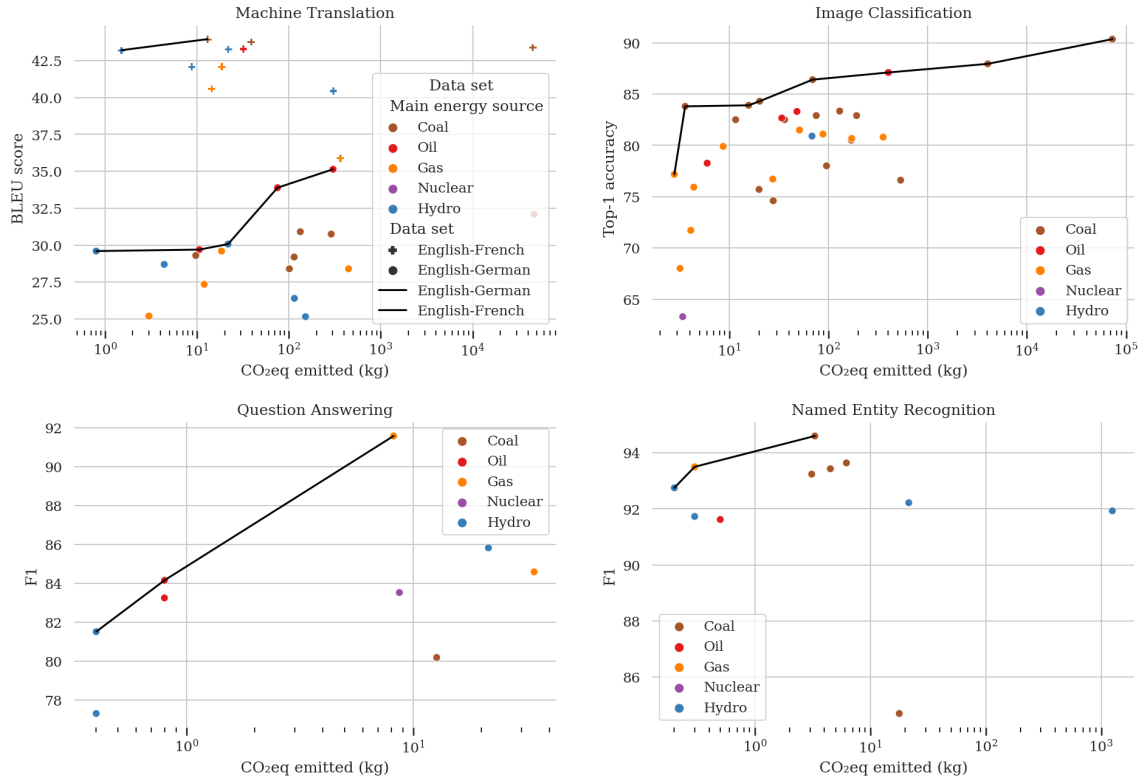 Machine Translation
BLEU score
42.5
40.0
37.5
35.0
32.5
30.0
27.5
25.0
Data set
Main energy source
Coal
Oil
Gas
Nuclear
Hydro
Data set
English-French
English-German
English-German
English-French
10⁰
10¹
10²
10³
10⁴
CO₂eq emitted (kg)
Image Classification
Top-1 accuracy
90
85
80
75
70
65
Coal
Oil
Gas
Nuclear
Hydro
10¹
10²
10³
10⁴
10⁵
CO₂eq emitted (kg)
Question Answering
F1
92
90
88
86
84
82
80
78
Coal
Oil
Gas
Nuclear
Hydro
10⁰
10¹
CO₂eq emitted (kg)
Named Entity Recognition
F1
94
92
90
88
86
Coal
Oil
Gas
Nuclear
Hydro
10⁰
10¹
10²
10³
CO₂eq emitted (kg)